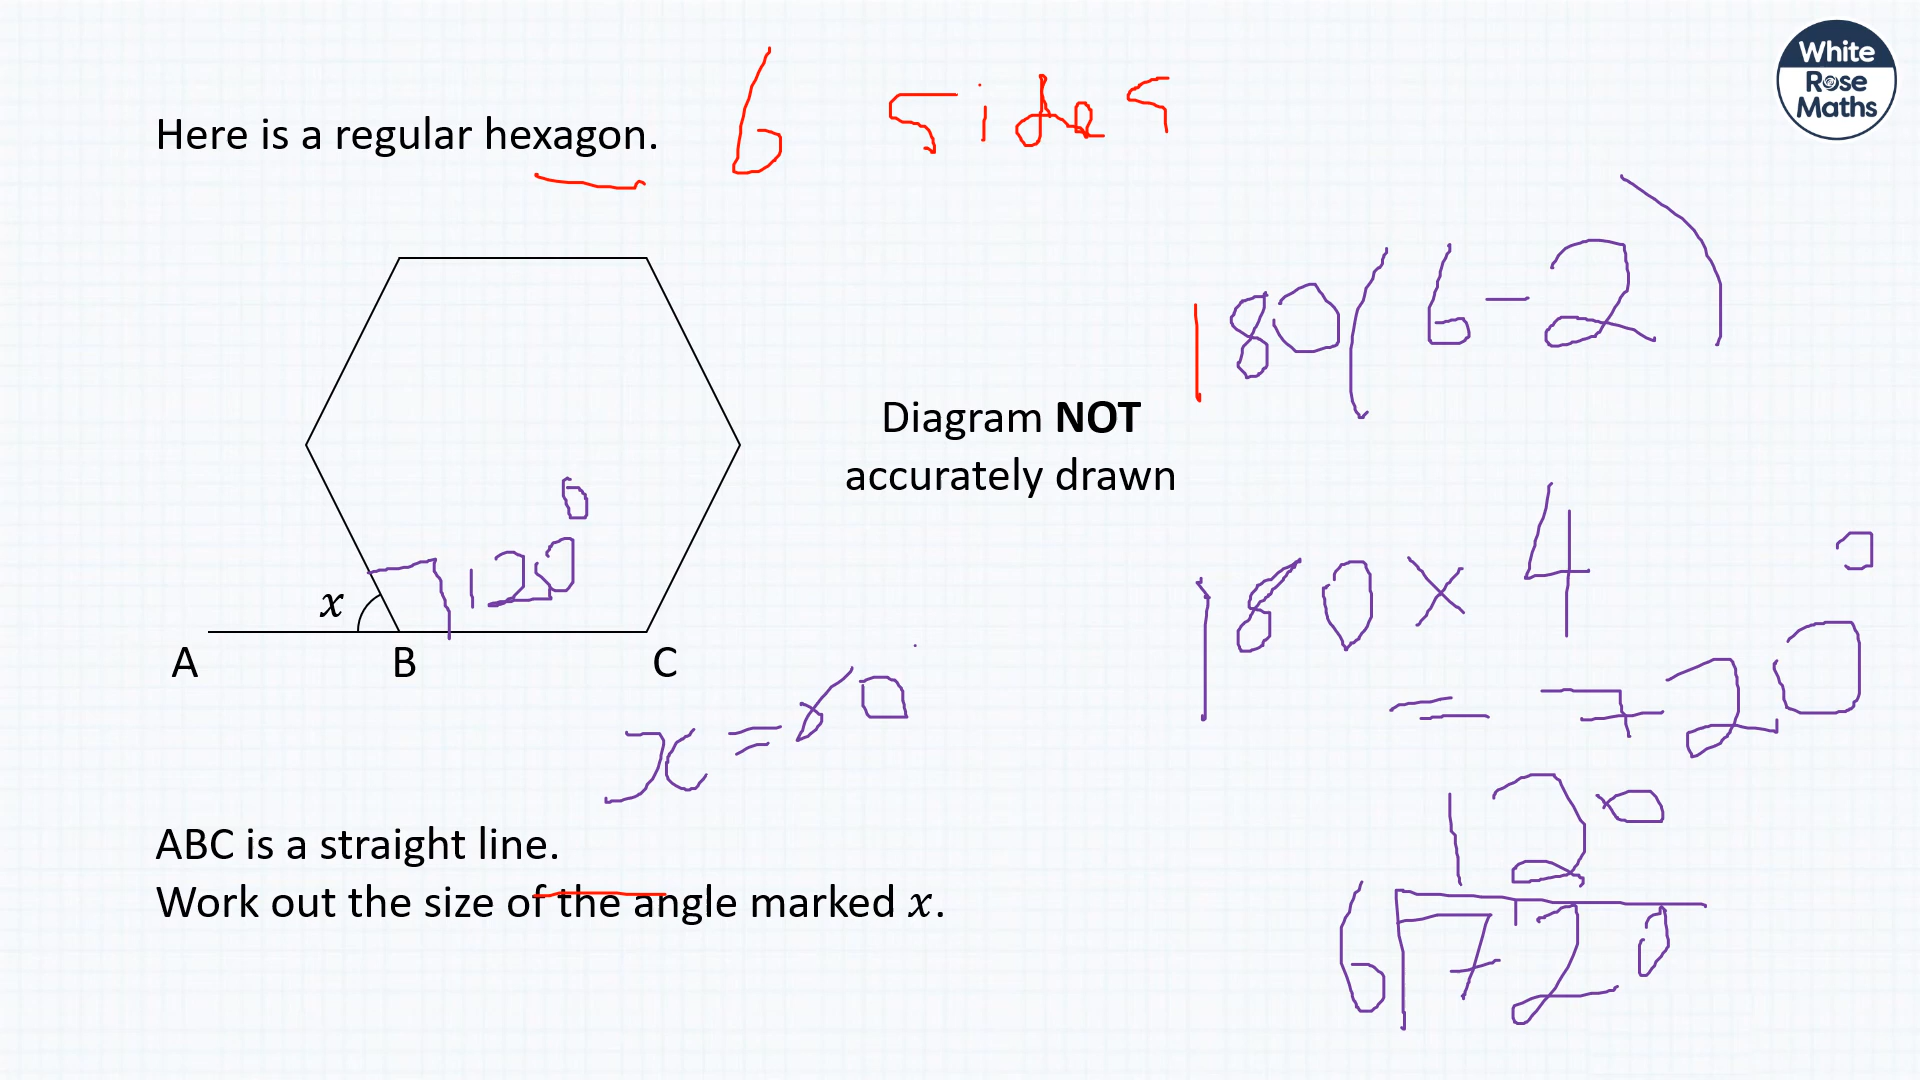 White
Rose
Maths
Here is a regular hexagon.
6 sides
180(6-2)
Diagram NOT
accurately drawn
180×4
= 720°
120°
x
A
B
C
x=60
120
6 720
ABC is a straight line.
Work out the size of the angle marked x.